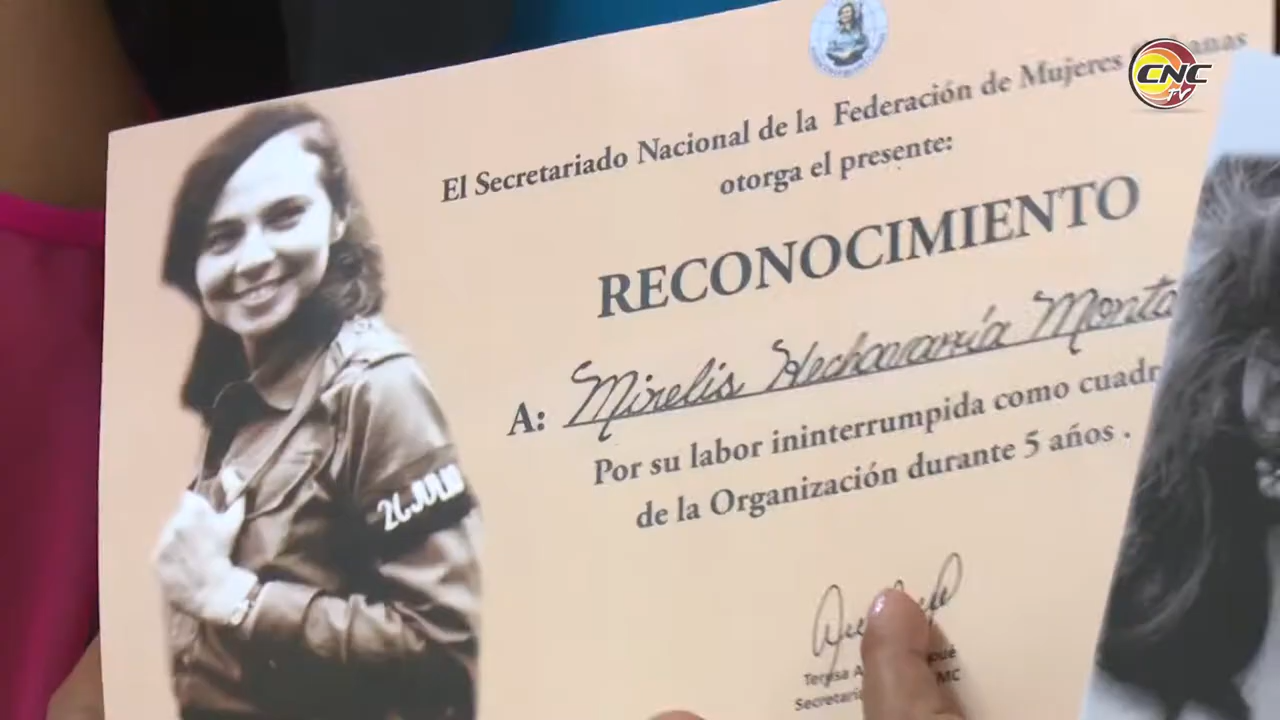 CNC
TV
El Secretariado Nacional de la Federación de Mujeres
otorga el presente:
RECONOCIMIENTO
A: Mirelis Hechavarría
Por su labor ininterrumpida como
de la Organización durante 5 años .
26 JULIO